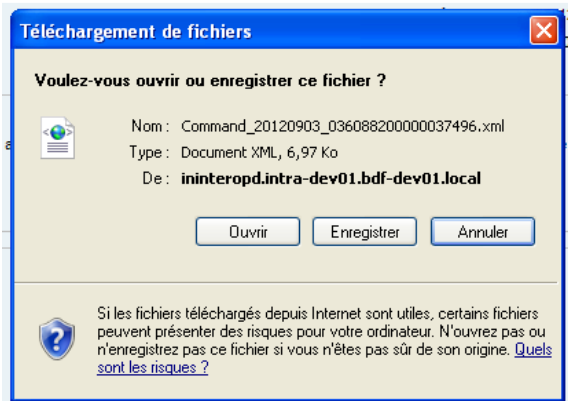 Téléchargement de fichiers
Voulez-vous ouvrir ou enregistrer ce fichier ?
Nom : Command_20120903_036088200000037496.xml
Type : Document XML, 6,97 Ko
De : ininteropd.intra-dev01.bdf-dev01.local
Ouvrir Enregistrer Annuler
Si les fichiers téléchargés depuis Internet sont utiles, certains fichiers
peuvent présenter des risques pour votre ordinateur. N'ouvrez pas ou
n'enregistrez pas ce fichier si vous n'êtes pas sûr de son origine. Quels
sont les risques ?